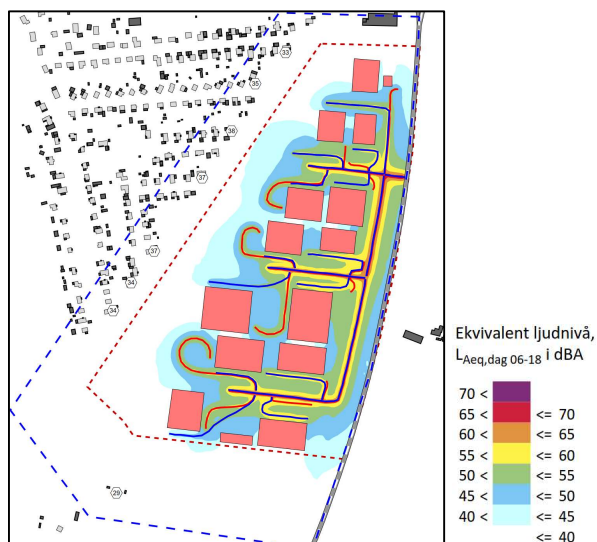 33
35
38
37
37
34
34
29
Ekvivalent ljudnivå,
LAeq,dag 06-18 i dBA
70 <
65 < <= 70
60 < <= 65
55 < <= 60
50 < <= 55
45 < <= 50
40 < <= 45
<= 40